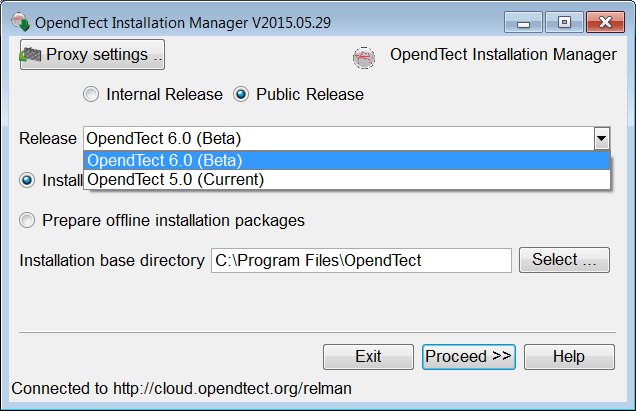 OpendTect Installation Manager V2015.05.29
Proxy settings ..
OpendTect Installation Manager
Internal Release
Public Release
Release
OpendTect 6.0 (Beta)
OpendTect 6.0 (Beta)
OpendTect 5.0 (Current)
Install
Prepare offline installation packages
Installation base directory
C:\Program Files\OpendTect
Select ...
Exit
Proceed >>
Help
Connected to http://cloud.opendtect.org/relman